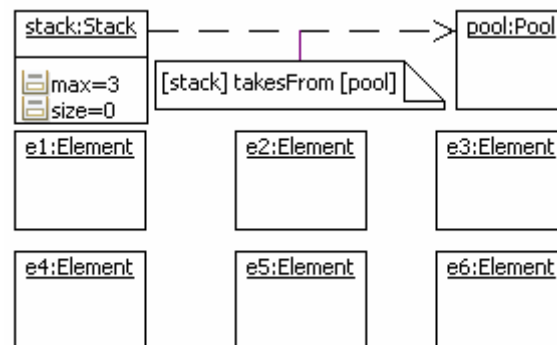 stack:Stack
pool:Pool
max=3
size=0
[stack] takesFrom [pool]
e1:Element
e2:Element
e3:Element
e4:Element
e5:Element
e6:Element